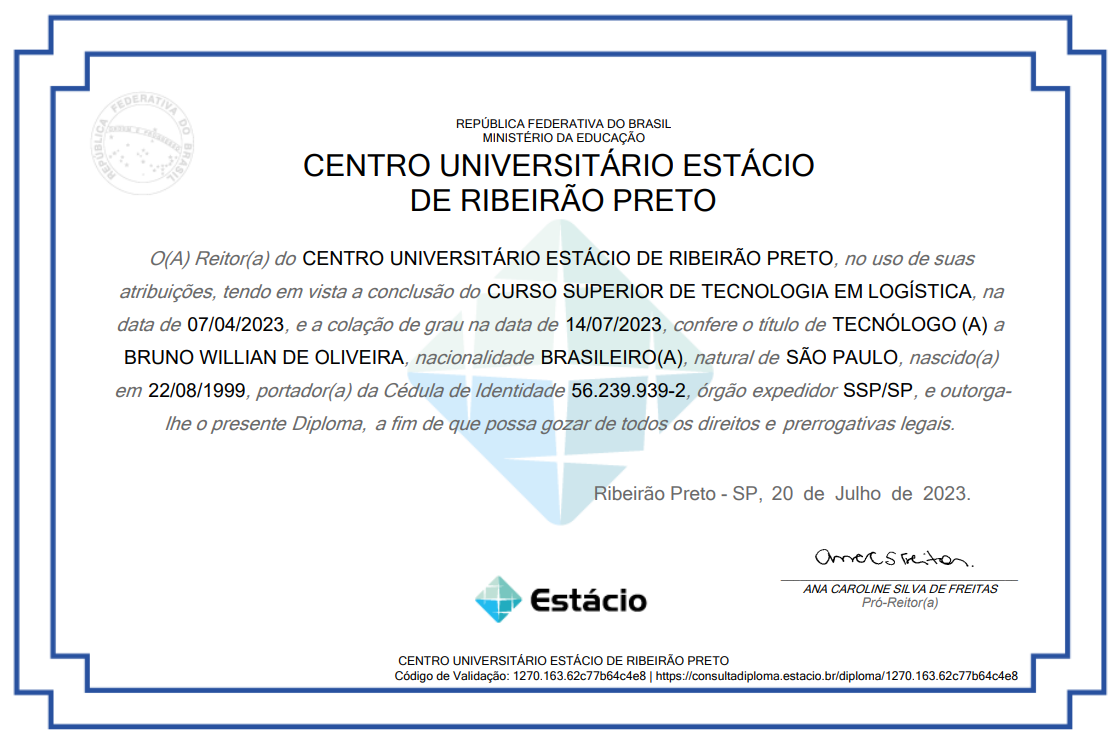 REPÚBLICA FEDERATIVA DO BRASIL
REPÚBLICA FEDERATIVA DO BRASIL
MINISTÉRIO DA EDUCAÇÃO
CENTRO UNIVERSITÁRIO ESTÁCIO
DE RIBEIRÃO PRETO
O(A) Reitor(a) do CENTRO UNIVERSITÁRIO ESTÁCIO DE RIBEIRÃO PRETO, no uso de suas
atribuições, tendo em vista a conclusão do CURSO SUPERIOR DE TECNOLOGIA EM LOGÍSTICA, na
data de 07/04/2023, e a colação de grau na data de 14/07/2023, confere o título de TECNÓLOGO (A) a
BRUNO WILLIAN DE OLIVEIRA, nacionalidade BRASILEIRO(A), natural de SÃO PAULO, nascido(a)
em 22/08/1999, portador(a) da Cédula de Identidade 56.239.939-2, órgão expedidor SSP/SP, e outorga-
lhe o presente Diploma, a fim de que possa gozar de todos os direitos e prerrogativas legais.
Ribeirão Preto - SP, 20 de Julho de 2023.
ANA CAROLINE SILVA DE FREITAS
Pró-Reitor(a)
Estácio
CENTRO UNIVERSITÁRIO ESTÁCIO DE RIBEIRÃO PRETO
Código de Validação: 1270.163.62c77b64c4e8 | https://consultadiploma.estacio.br/diploma/1270.163.62c77b64c4e8